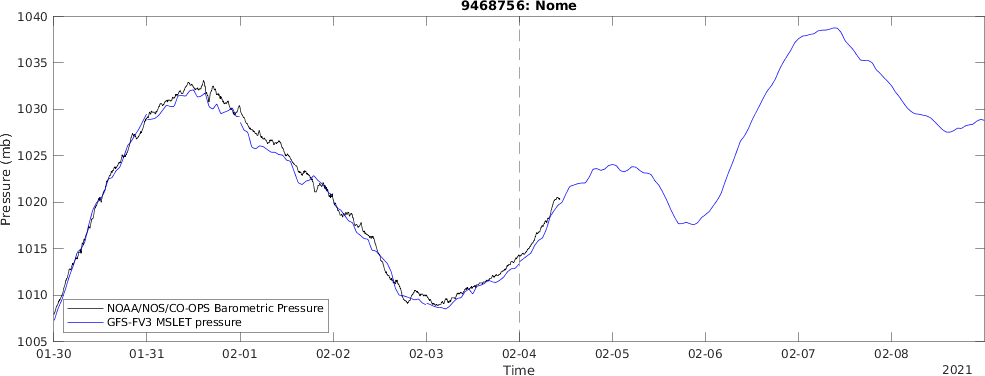 9468756: Nome
1040
1035
1030
1025
1020
1015
1010
1005
Pressure (mb)
NOAA/NOS/CO-OPS Barometric Pressure
GFS-FV3 MSLET pressure
01-30 01-31 02-01 02-02 02-03 02-04 02-05 02-06 02-07 02-08
Time
2021